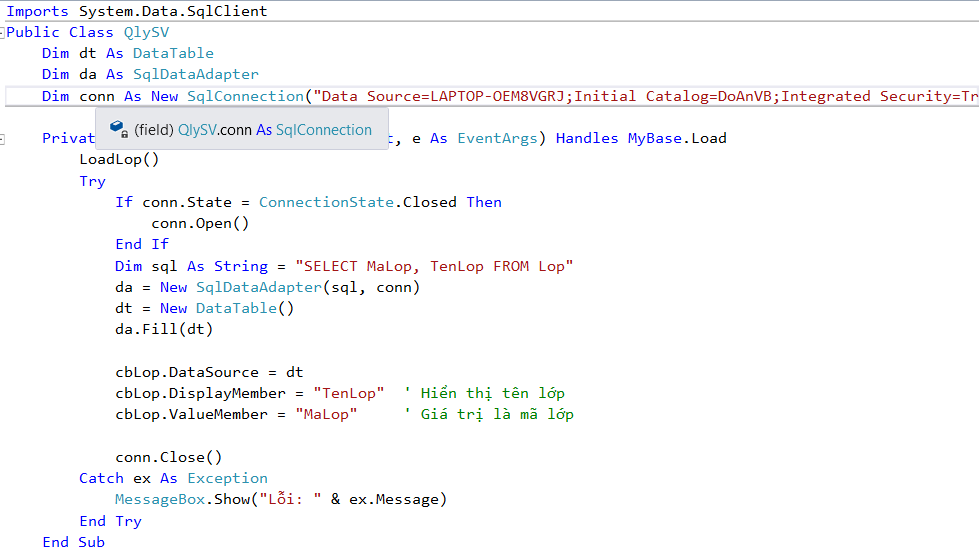 Imports System.Data.SqlClient
Public Class QlySV
Dim dt As DataTable
Dim da As SqlDataAdapter
Dim conn As New SqlConnection("Data Source=LAPTOP-OEM8VGRJ;Initial Catalog=DoAnVB;Integrated Security=Tr
(field) QlySV.conn As SqlConnection
Privat t, e As EventArgs) Handles MyBase.Load
LoadLop()
Try
If conn.State = ConnectionState.Closed Then
conn.Open()
End If
Dim sql As String = "SELECT MaLop, TenLop FROM Lop"
da = New SqlDataAdapter(sql, conn)
dt = New DataTable()
da.Fill(dt)
cbLop.DataSource = dt
cbLop.DisplayMember = "TenLop" ' Hiển thị tên lớp
cbLop.ValueMember = "MaLop" ' Giá trị là mã lớp
conn.Close()
Catch ex As Exception
MessageBox.Show("Lỗi: " & ex.Message)
End Try
End Sub